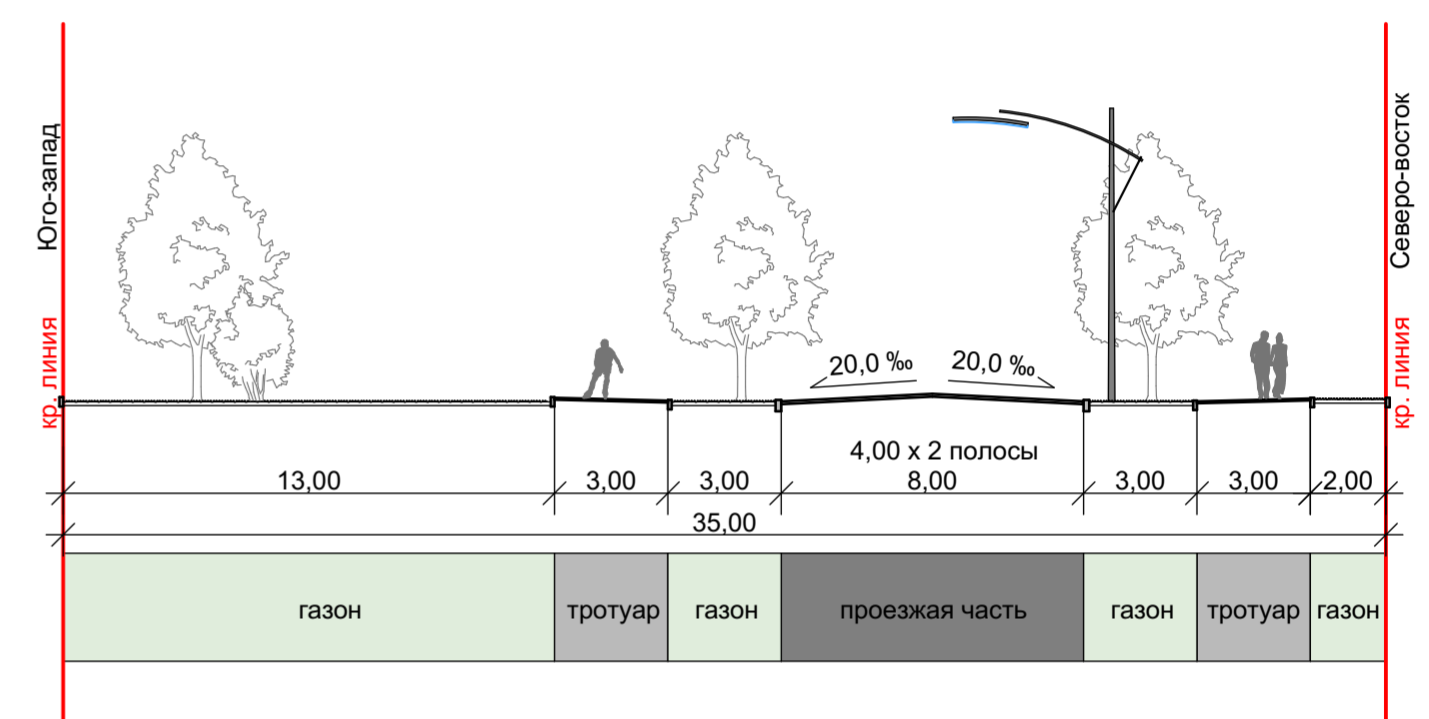 Юго-запад
кр. линия
Северо-восток
кр. линия
20,0 ‰
20,0 ‰
4,00 х 2 полосы
13,00
3,00
3,00
8,00
3,00
3,00
2,00
35,00
газон
тротуар
газон
проезжая часть
газон
тротуар
газон